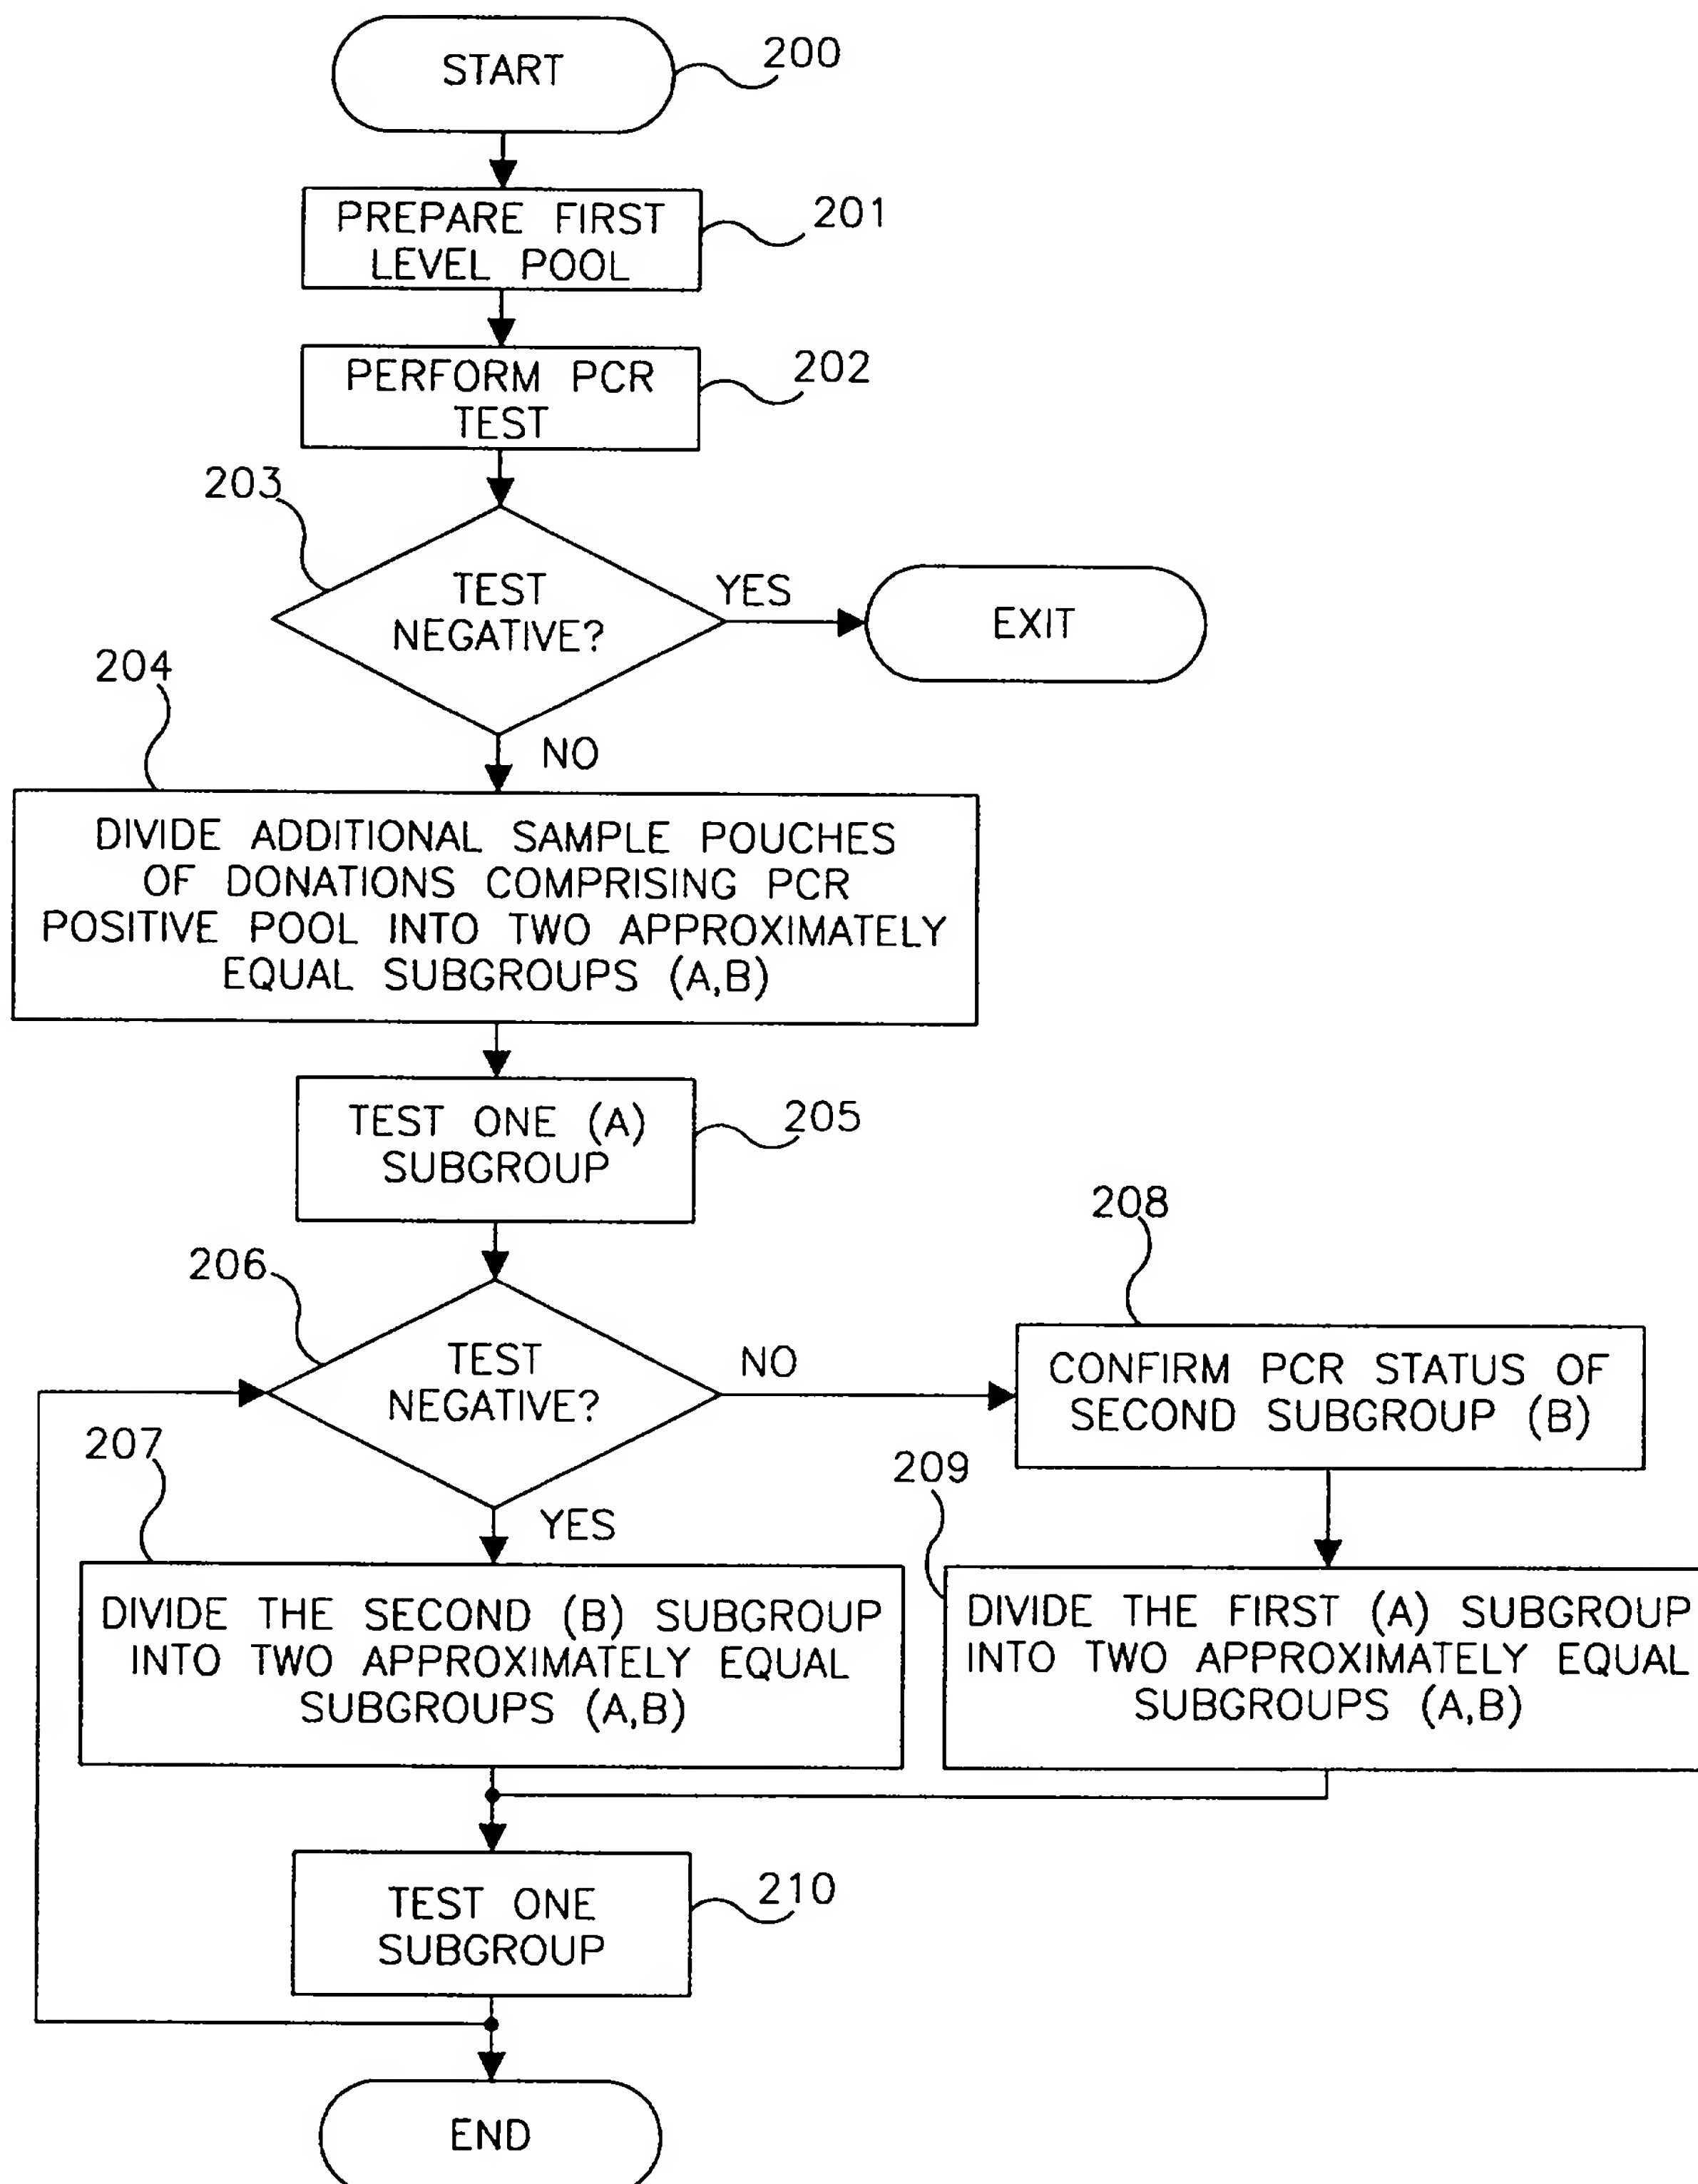 START
200
PREPARE FIRST
LEVEL POOL
201
PERFORM PCR
TEST
202
203
TEST
NEGATIVE?
YES
EXIT
204
NO
DIVIDE ADDITIONAL SAMPLE POUCHES
OF DONATIONS COMPRISING PCR
POSITIVE POOL INTO TWO APPROXIMATELY
EQUAL SUBGROUPS (A,B)
TEST ONE (A)
SUBGROUP
205
206
TEST
NEGATIVE?
NO
208
CONFIRM PCR STATUS OF
SECOND SUBGROUP (B)
207
YES
209
DIVIDE THE SECOND (B) SUBGROUP
INTO TWO APPROXIMATELY EQUAL
SUBGROUPS (A,B)
DIVIDE THE FIRST (A) SUBGROUP
INTO TWO APPROXIMATELY EQUAL
SUBGROUPS (A,B)
TEST ONE
SUBGROUP
210
END